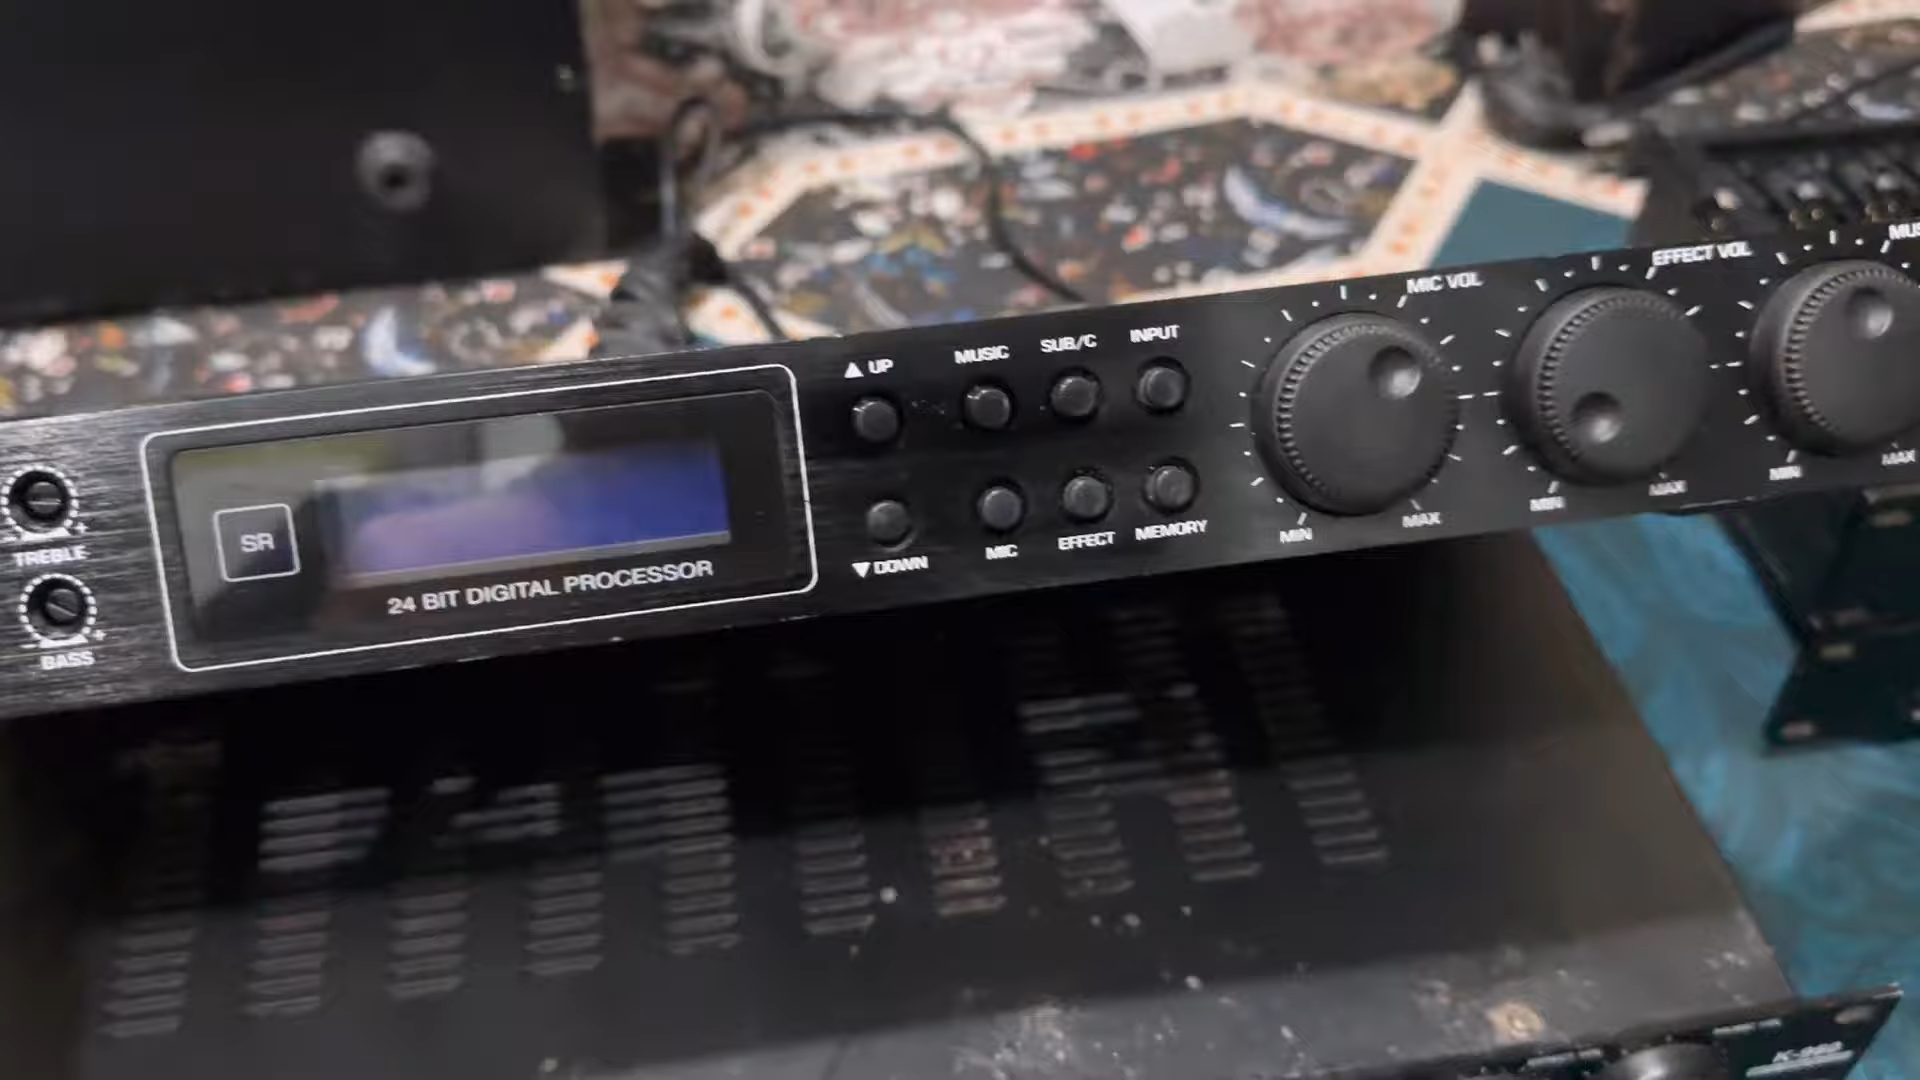 TREBLE
BASS
SR
24 BIT DIGITAL PROCESSOR
▲ UP
MUSIC
SUB/C
INPUT
▼ DOWN
MIC
EFFECT
MEMORY
MIC VOL
MIN
MAX
EFFECT VOL
MIN
MAX
MUS
MIN
MAX